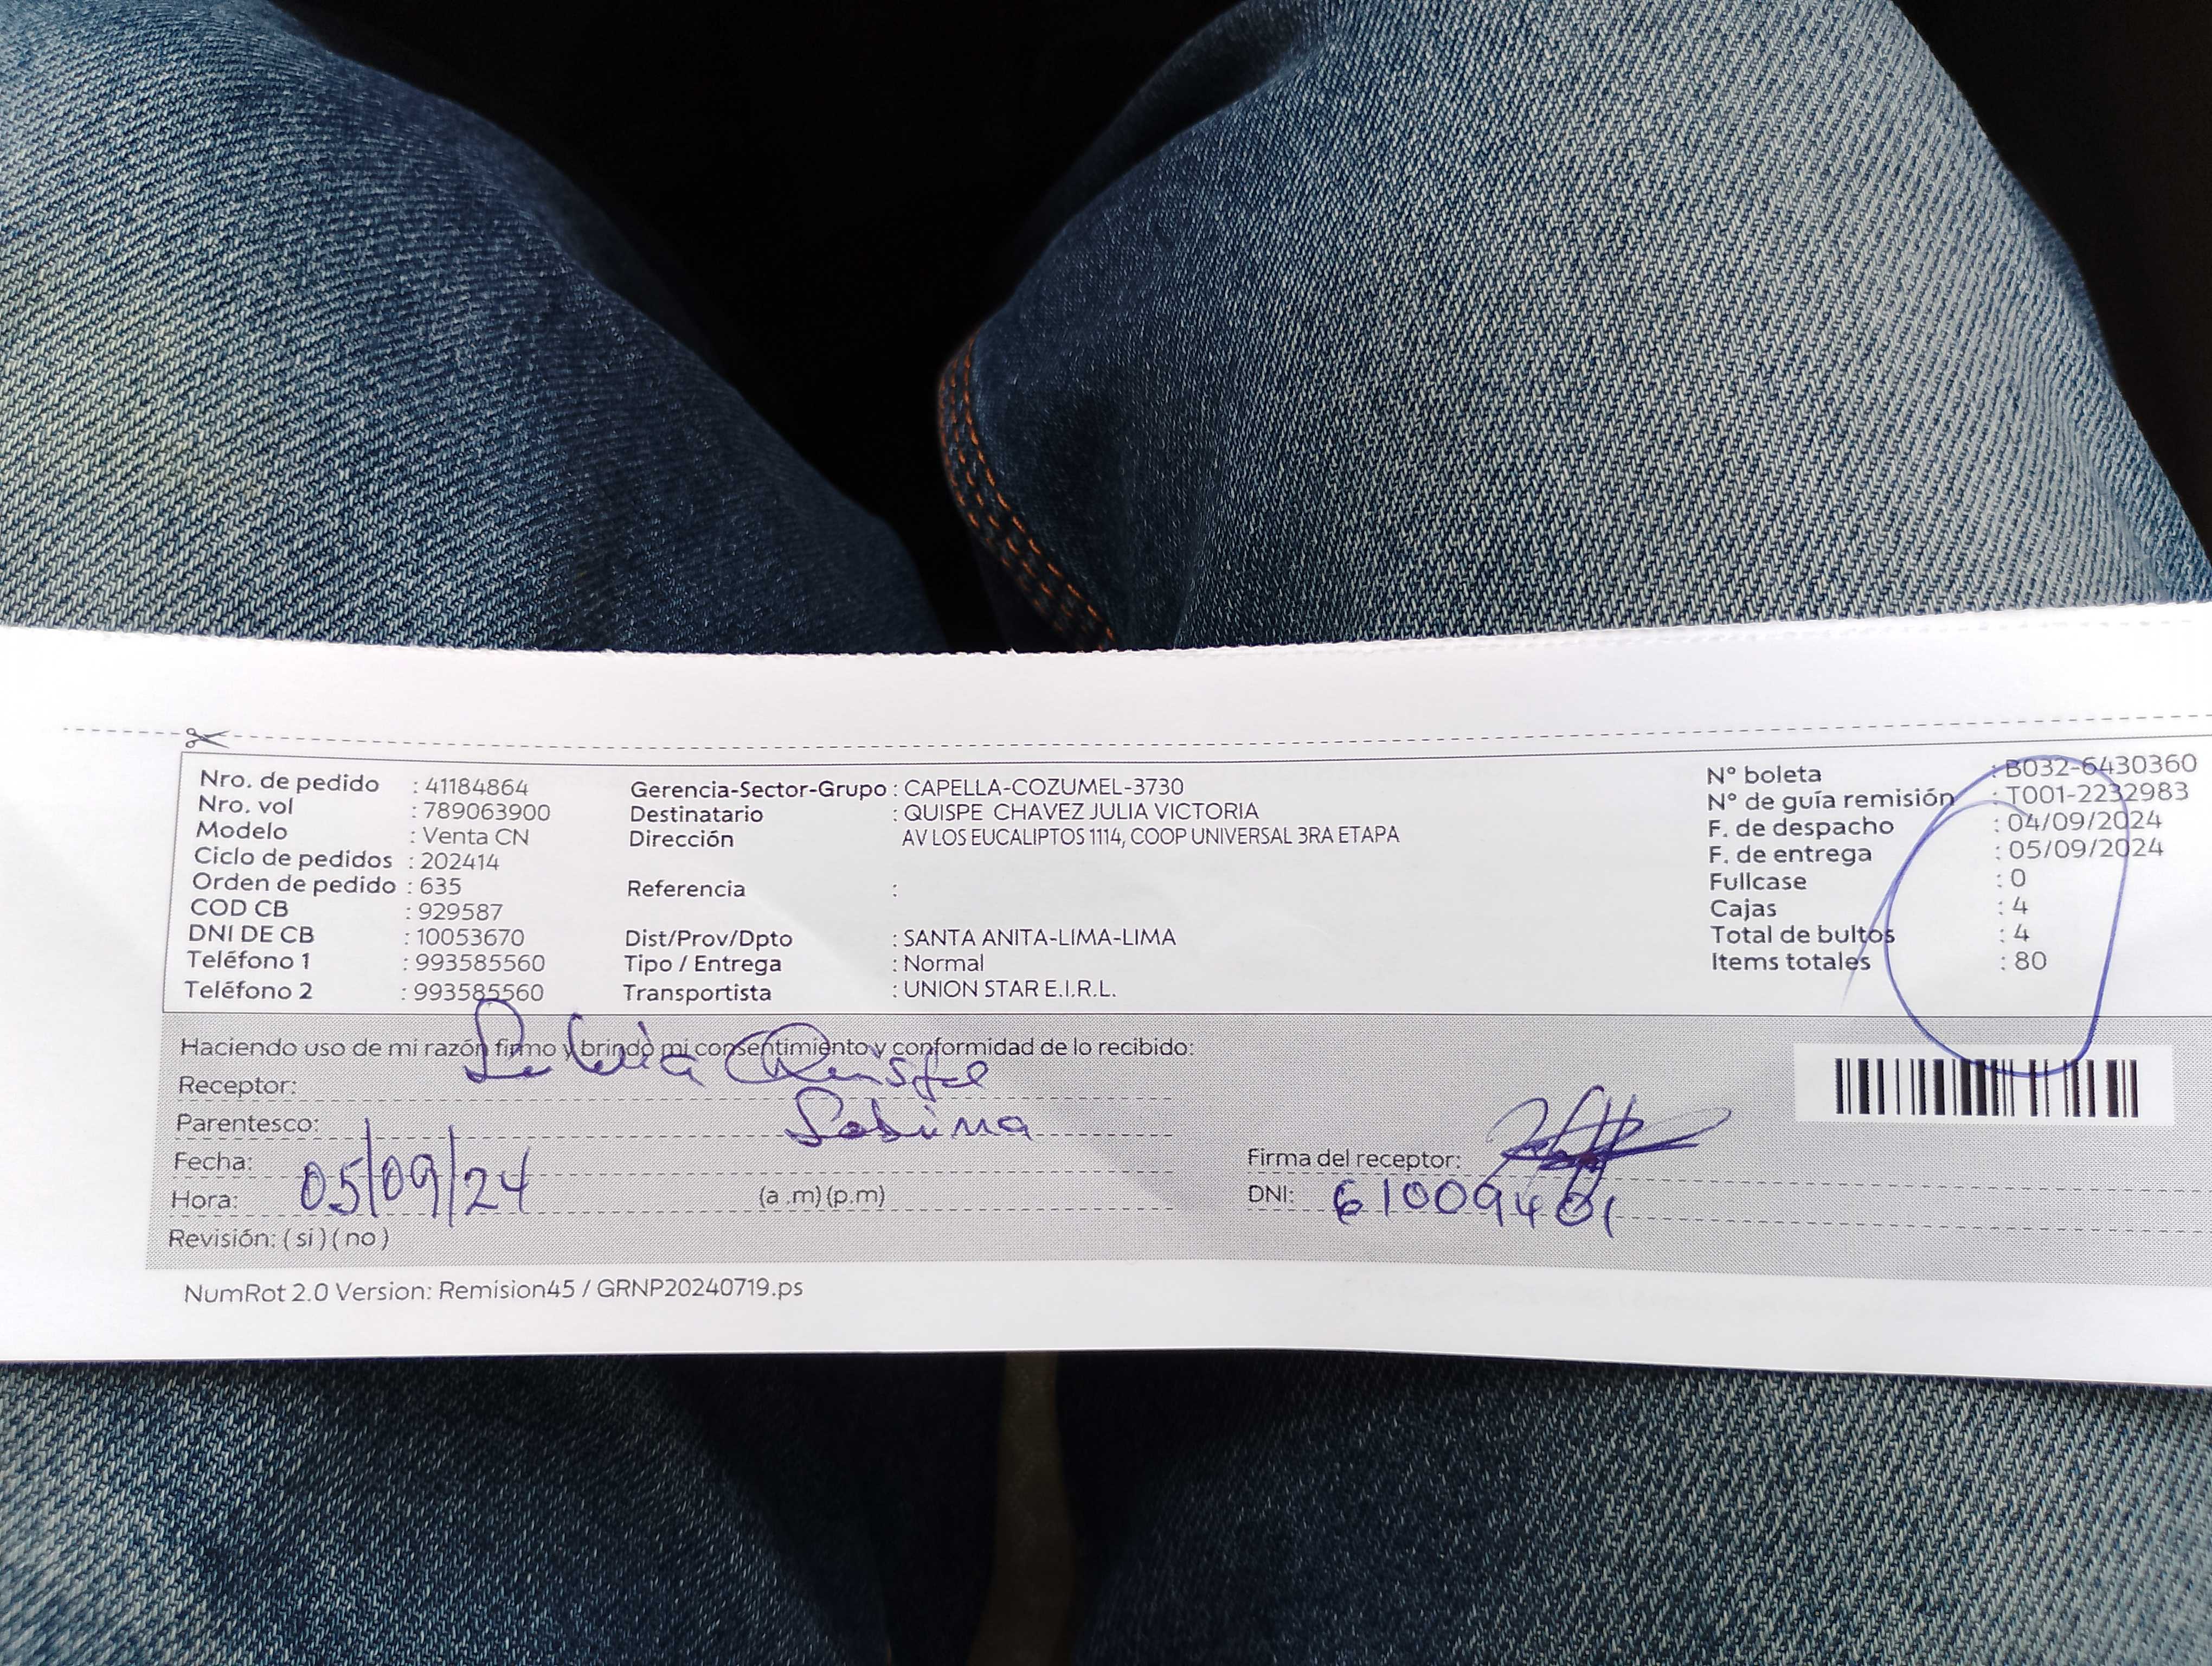 Nro. de pedido : 41184864
Nro. vol : 789063900
Modelo : Venta CN
Ciclo de pedidos : 202414
Orden de pedido : 635
COD CB : 929587
DNI DE CB : 10053670
Teléfono 1 : 993585560
Teléfono 2 : 993585560
Gerencia-Sector-Grupo : CAPELLA-COZUMEL-3730
Destinatario : QUISPE CHAVEZ JULIA VICTORIA
Dirección AV LOS EUCALIPTOS 1114, COOP UNIVERSAL 3RA ETAPA
Referencia :
Dist/Prov/Dpto : SANTA ANITA-LIMA-LIMA
Tipo / Entrega : Normal
Transportista : UNION STAR E.I.R.L.
N° boleta : B032-6430360
N° de guía remisión : T001-2232983
F. de despacho : 04/09/2024
F. de entrega : 05/09/2024
Fullcase : 0
Cajas : 4
Total de bultos : 4
Items totales : 80
Haciendo uso de mi razón firmo y brindo mi consentimiento y conformidad de lo recibido:
Receptor:
Parentesco: Sobrina
Fecha: 05/09/24
Hora: (a .m) (p.m)
Revisión: ( si ) ( no )
Firma del receptor:
DNI:
NumRot 2.0 Version: Remision45 / GRNP20240719.ps